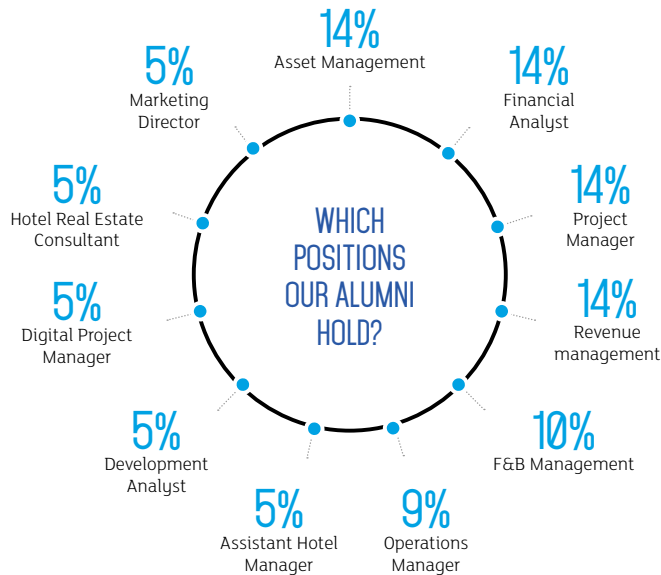 14%
Asset Management
14%
Financial
Analyst
14%
Project
Manager
14%
Revenue
management
10%
F&B Management
9%
Operations
Manager
5%
Assistant Hotel
Manager
5%
Development
Analyst
5%
Digital Project
Manager
5%
Hotel Real Estate
Consultant
5%
Marketing
Director
WHICH
POSITIONS
OUR ALUMNI
HOLD?